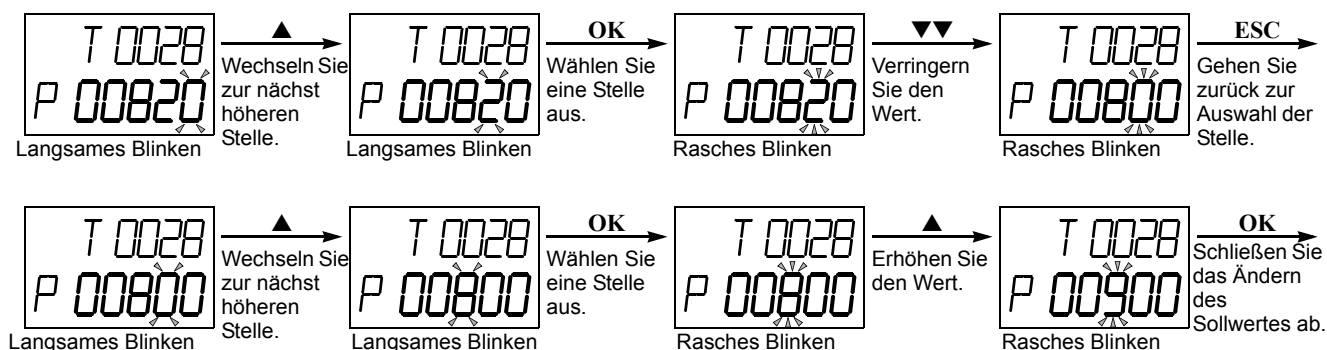 T 0028
P 00820
Langsames Blinken
▲
Wechseln Sie
zur nächst
höheren
Stelle.
T 0028
P 00820
Langsames Blinken
OK
Wählen Sie
eine Stelle
aus.
T 0028
P 00820
Rasches Blinken
▼▼
Verringern
Sie den
Wert.
T 0028
P 00800
Rasches Blinken
ESC
Gehen Sie
zurück zur
Auswahl der
Stelle.
T 0028
P 00800
Langsames Blinken
▲
Wechseln Sie
zur nächst
höheren
Stelle.
T 0028
P 00800
Langsames Blinken
OK
Wählen Sie
eine Stelle
aus.
T 0028
P 00800
Rasches Blinken
▲
Erhöhen Sie
den Wert.
T 0028
P 00900
Rasches Blinken
OK
Schließen Sie
das Ändern
des
Sollwertes ab.